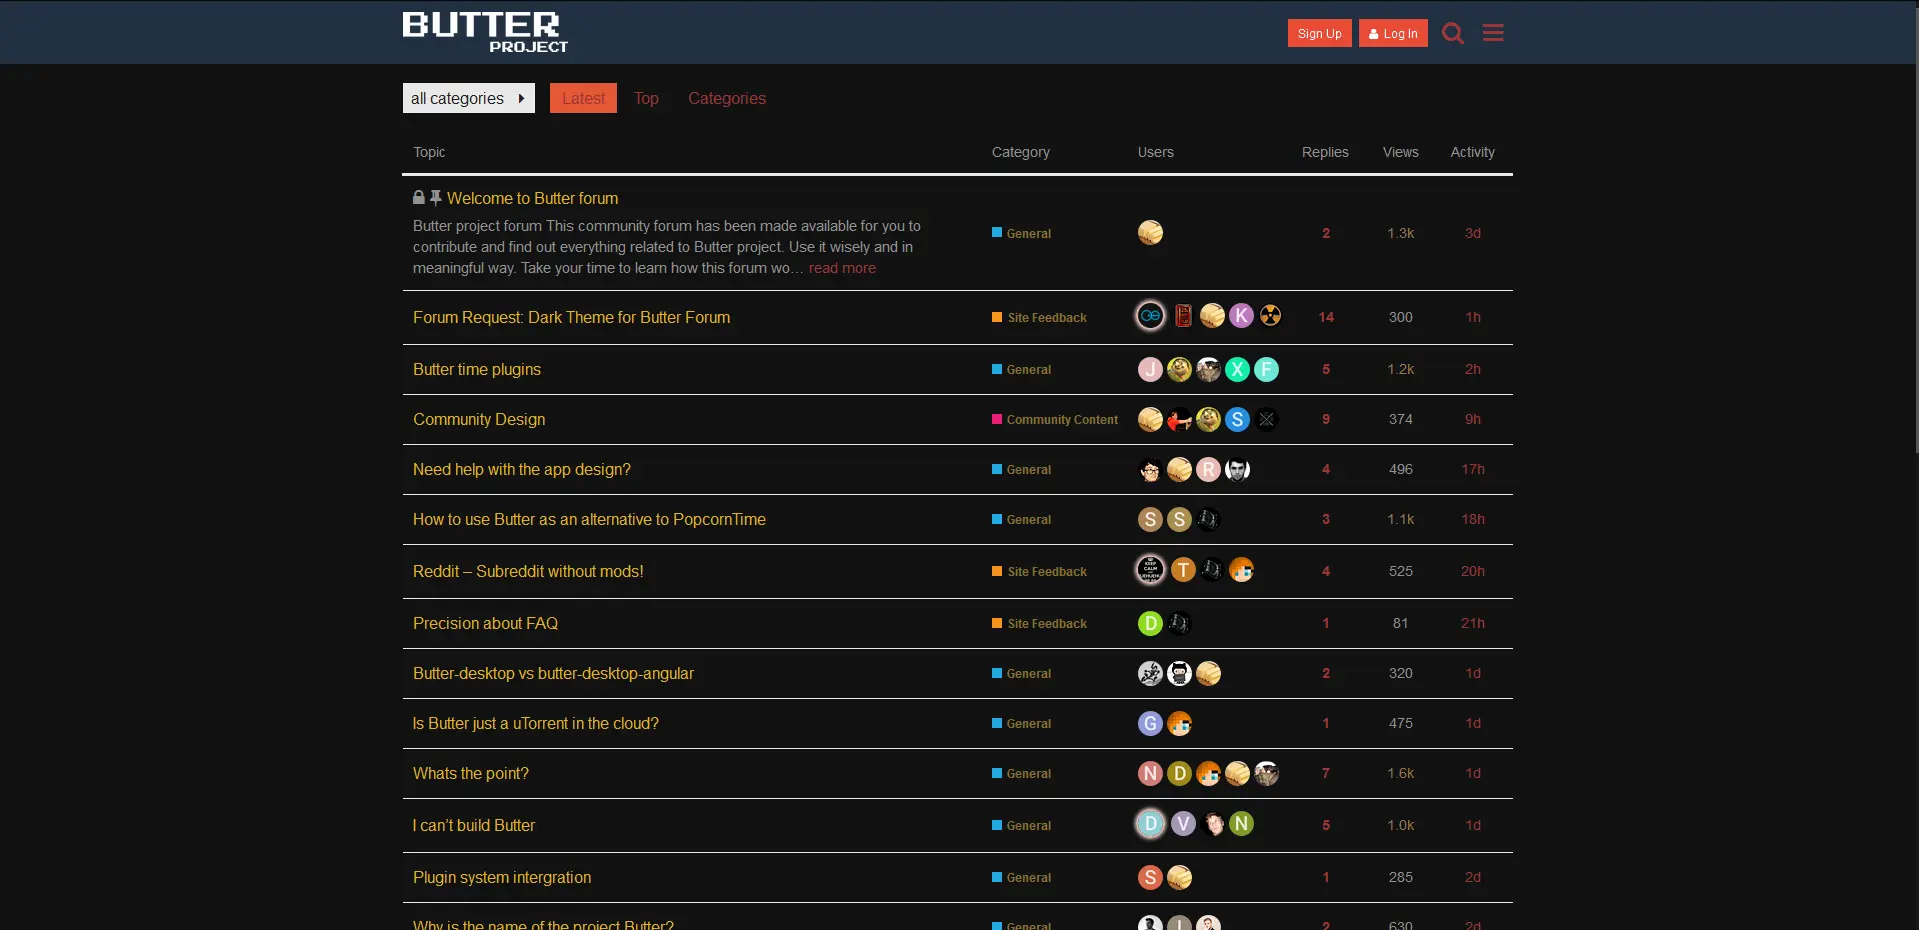 BUTTER
PROJECT
Sign Up Log In
all categories Latest Top Categories
Topic Category Users Replies Views Activity
Welcome to Butter forum
Butter project forum This community forum has been made available for you to
contribute and find out everything related to Butter project. Use it wisely and in
meaningful way. Take your time to learn how this forum wo… read more
General 2 1.3k 3d
Forum Request: Dark Theme for Butter Forum Site Feedback K 14 300 1h
Butter time plugins General J X F 5 1.2k 2h
Community Design Community Content S 9 374 9h
Need help with the app design? General R 4 496 17h
How to use Butter as an alternative to PopcornTime General S S 3 1.1k 18h
Reddit – Subreddit without mods! Site Feedback KEEP CALM T 4 525 20h
Precision about FAQ Site Feedback D 1 81 21h
Butter-desktop vs butter-desktop-angular General 2 320 1d
Is Butter just a uTorrent in the cloud? General G 1 475 1d
Whats the point? General N D 7 1.6k 1d
I can't build Butter General D V N 5 1.0k 1d
Plugin system intergration General S 1 285 2d
Why is the name of the project Butter? General 2 630 2d